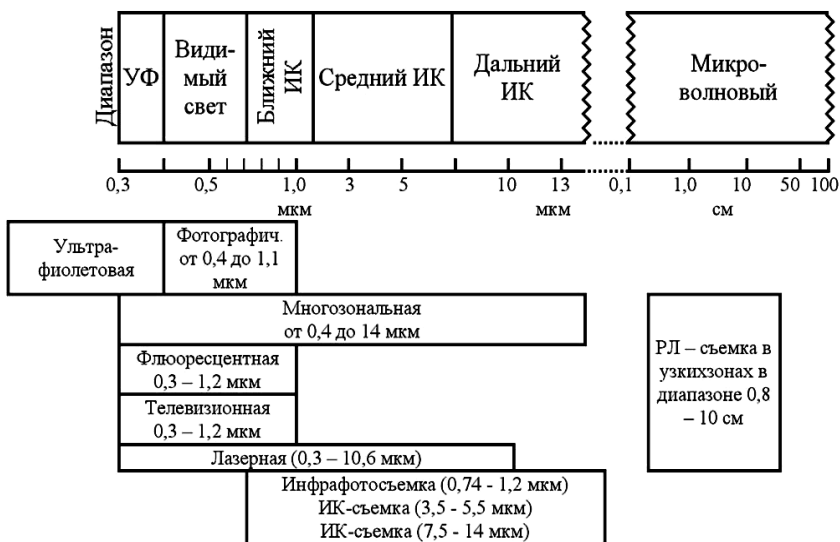 Диапазон
УФ
Види-
мый
свет
Ближний
ИК
Средний ИК
Дальний
ИК
Микро-
волновый
0,3 0,5 1,0 3 5 10 13 0,1 1,0 10 50 100
мкм мкм см
Ультра-
фиолетовая
Фотографич.
от 0,4 до 1,1
мкм
Многозональная
от 0,4 до 14 мкм
РЛ – съемка в
узкихзонах в
диапазоне 0,8
– 10 см
Флюоресцентная
0,3 – 1,2 мкм
Телевизионная
0,3 – 1,2 мкм
Лазерная (0,3 – 10,6 мкм)
Инфрафотосъемка (0,74 - 1,2 мкм)
ИК-съемка (3,5 - 5,5 мкм)
ИК-съемка (7,5 - 14 мкм)